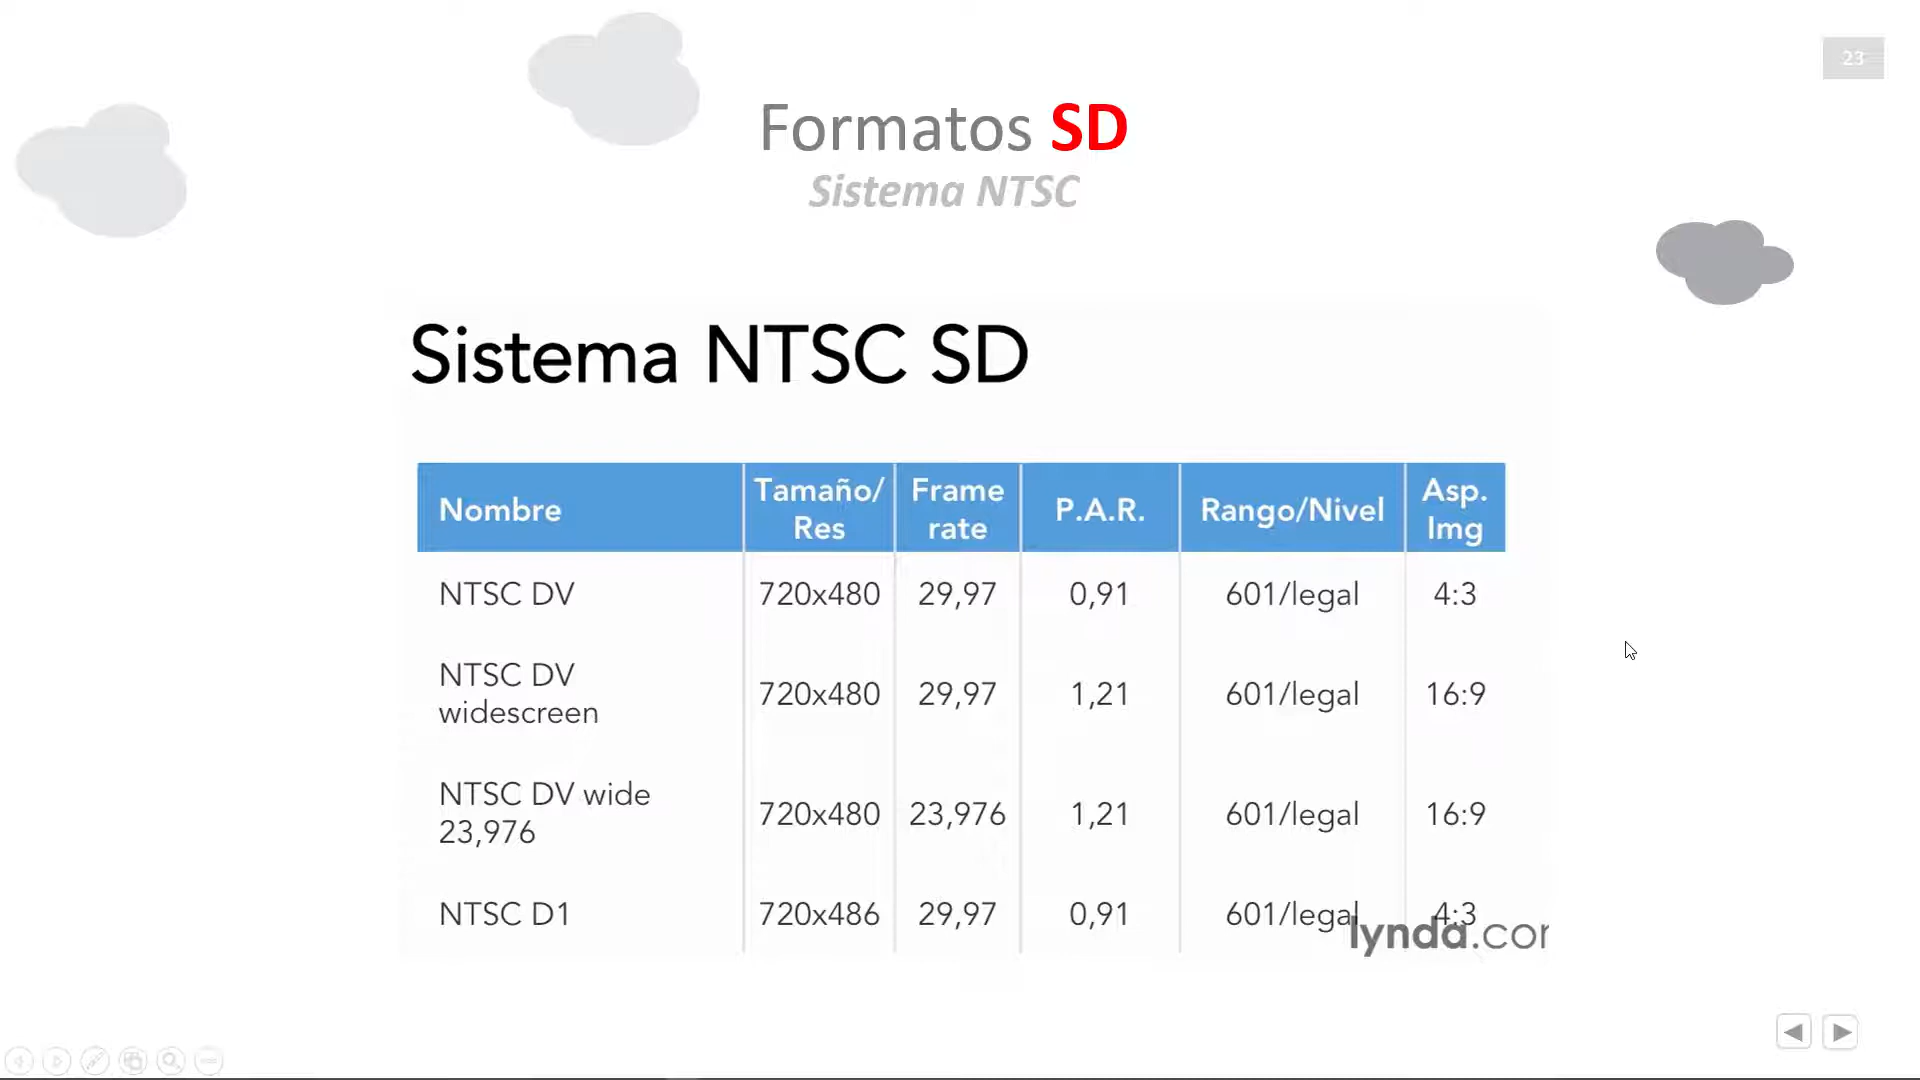 23
Formatos SD
Sistema NTSC
Sistema NTSC SD
Nombre Tamaño/ Res Frame rate P.A.R. Rango/Nivel Asp. Img
NTSC DV 720x480 29,97 0,91 601/legal 4:3
NTSC DV widescreen 720x480 29,97 1,21 601/legal 16:9
NTSC DV wide 23,976 720x480 23,976 1,21 601/legal 16:9
NTSC D1 720x486 29,97 0,91 601/legal 4:3
lynda.cor